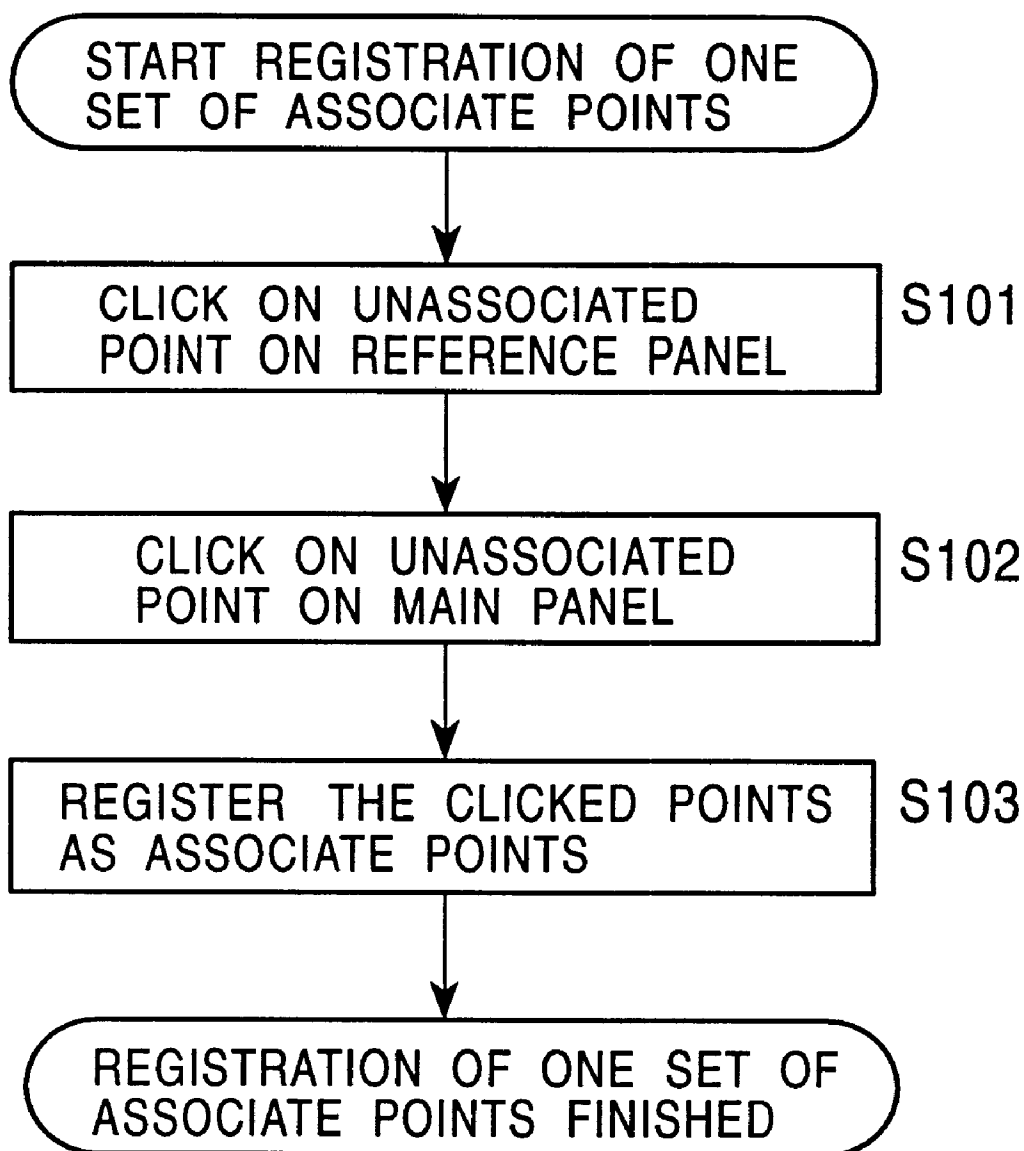 START REGISTRATION OF ONE
SET OF ASSOCIATE POINTS
CLICK ON UNASSOCIATED
POINT ON REFERENCE PANEL
S101
CLICK ON UNASSOCIATED
POINT ON MAIN PANEL
S102
REGISTER THE CLICKED POINTS
AS ASSOCIATE POINTS
S103
REGISTRATION OF ONE SET OF
ASSOCIATE POINTS FINISHED